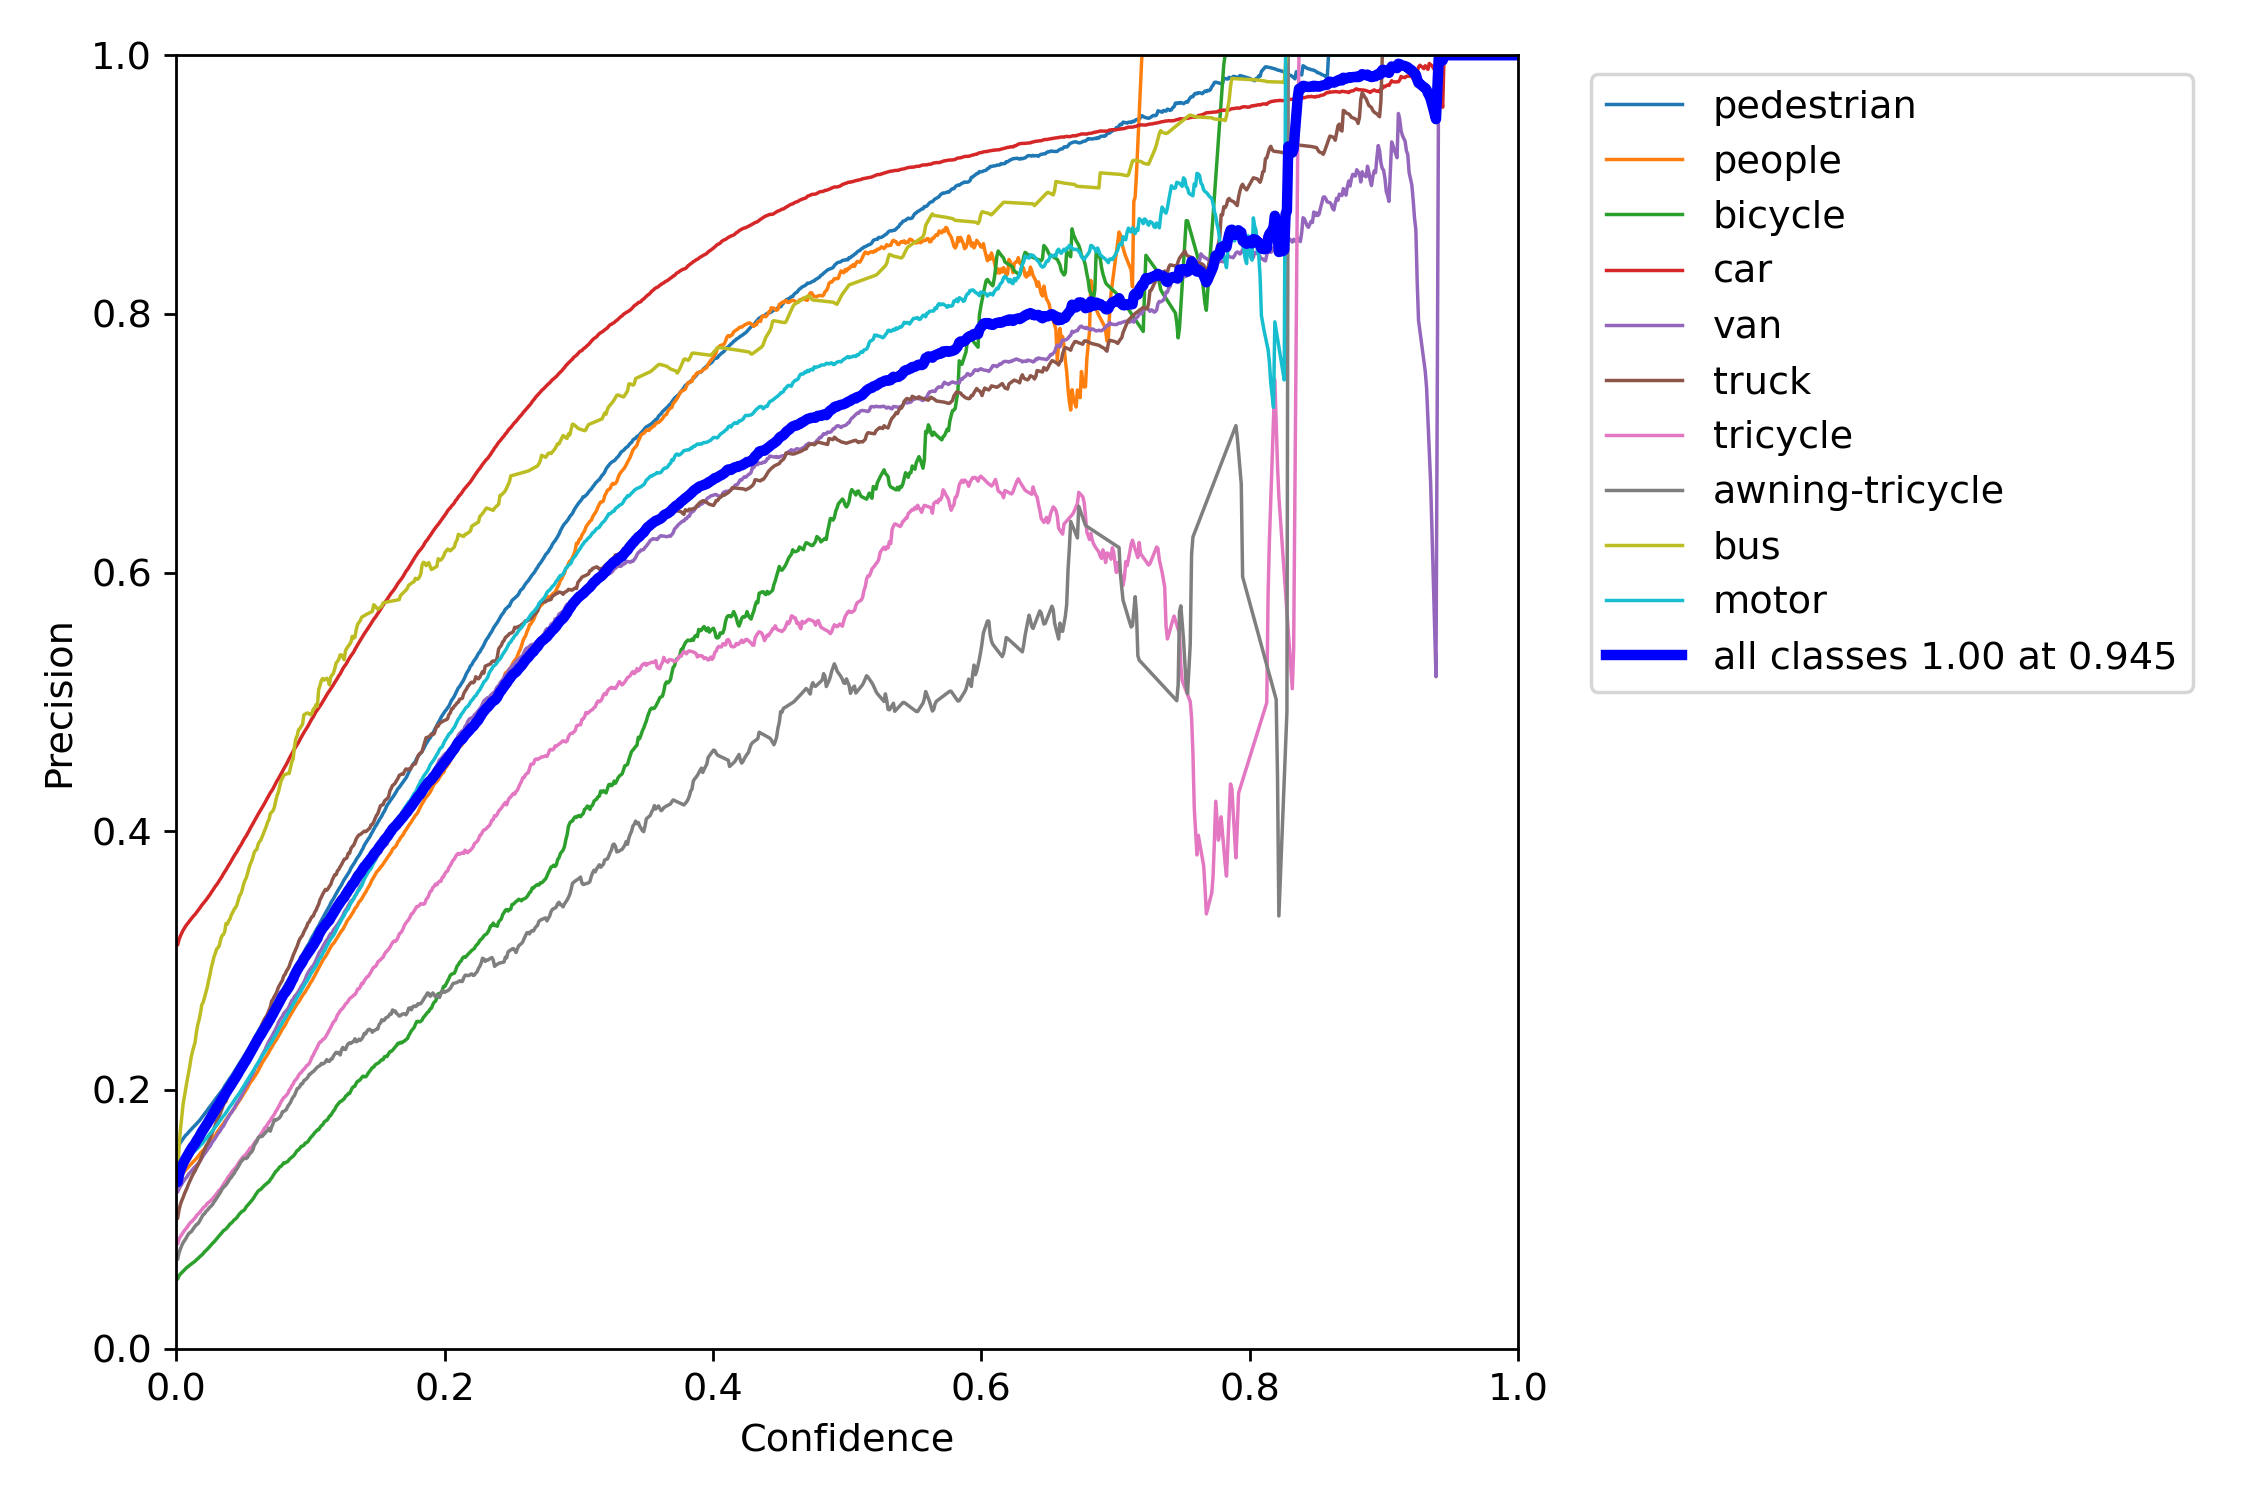 1.0
0.8
0.6
0.4
0.2
0.0
Precision
0.0 0.2 0.4 0.6 0.8 1.0
Confidence
pedestrian
people
bicycle
car
van
truck
tricycle
awning-tricycle
bus
motor
all classes 1.00 at 0.945